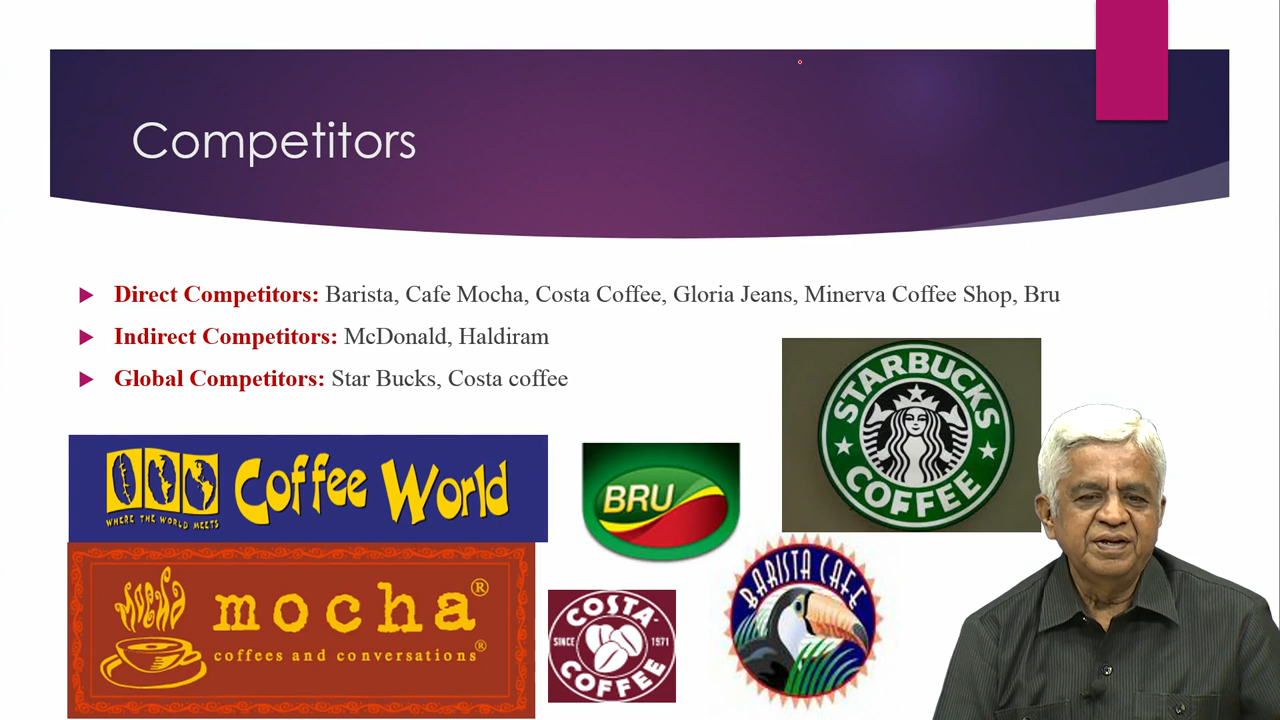 Competitors
Direct Competitors: Barista, Cafe Mocha, Costa Coffee, Gloria Jeans, Minerva Coffee Shop, Bru
Indirect Competitors: McDonald, Haldiram
Global Competitors: Star Bucks, Costa coffee
STARBUCKS
COFFEE
Coffee World
WHERE THE WORLD MEETS
BRU
MOCHA
mocha®
coffees and conversations®
COSTA
SINCE 1971
COFFEE
BARISTA CAFE